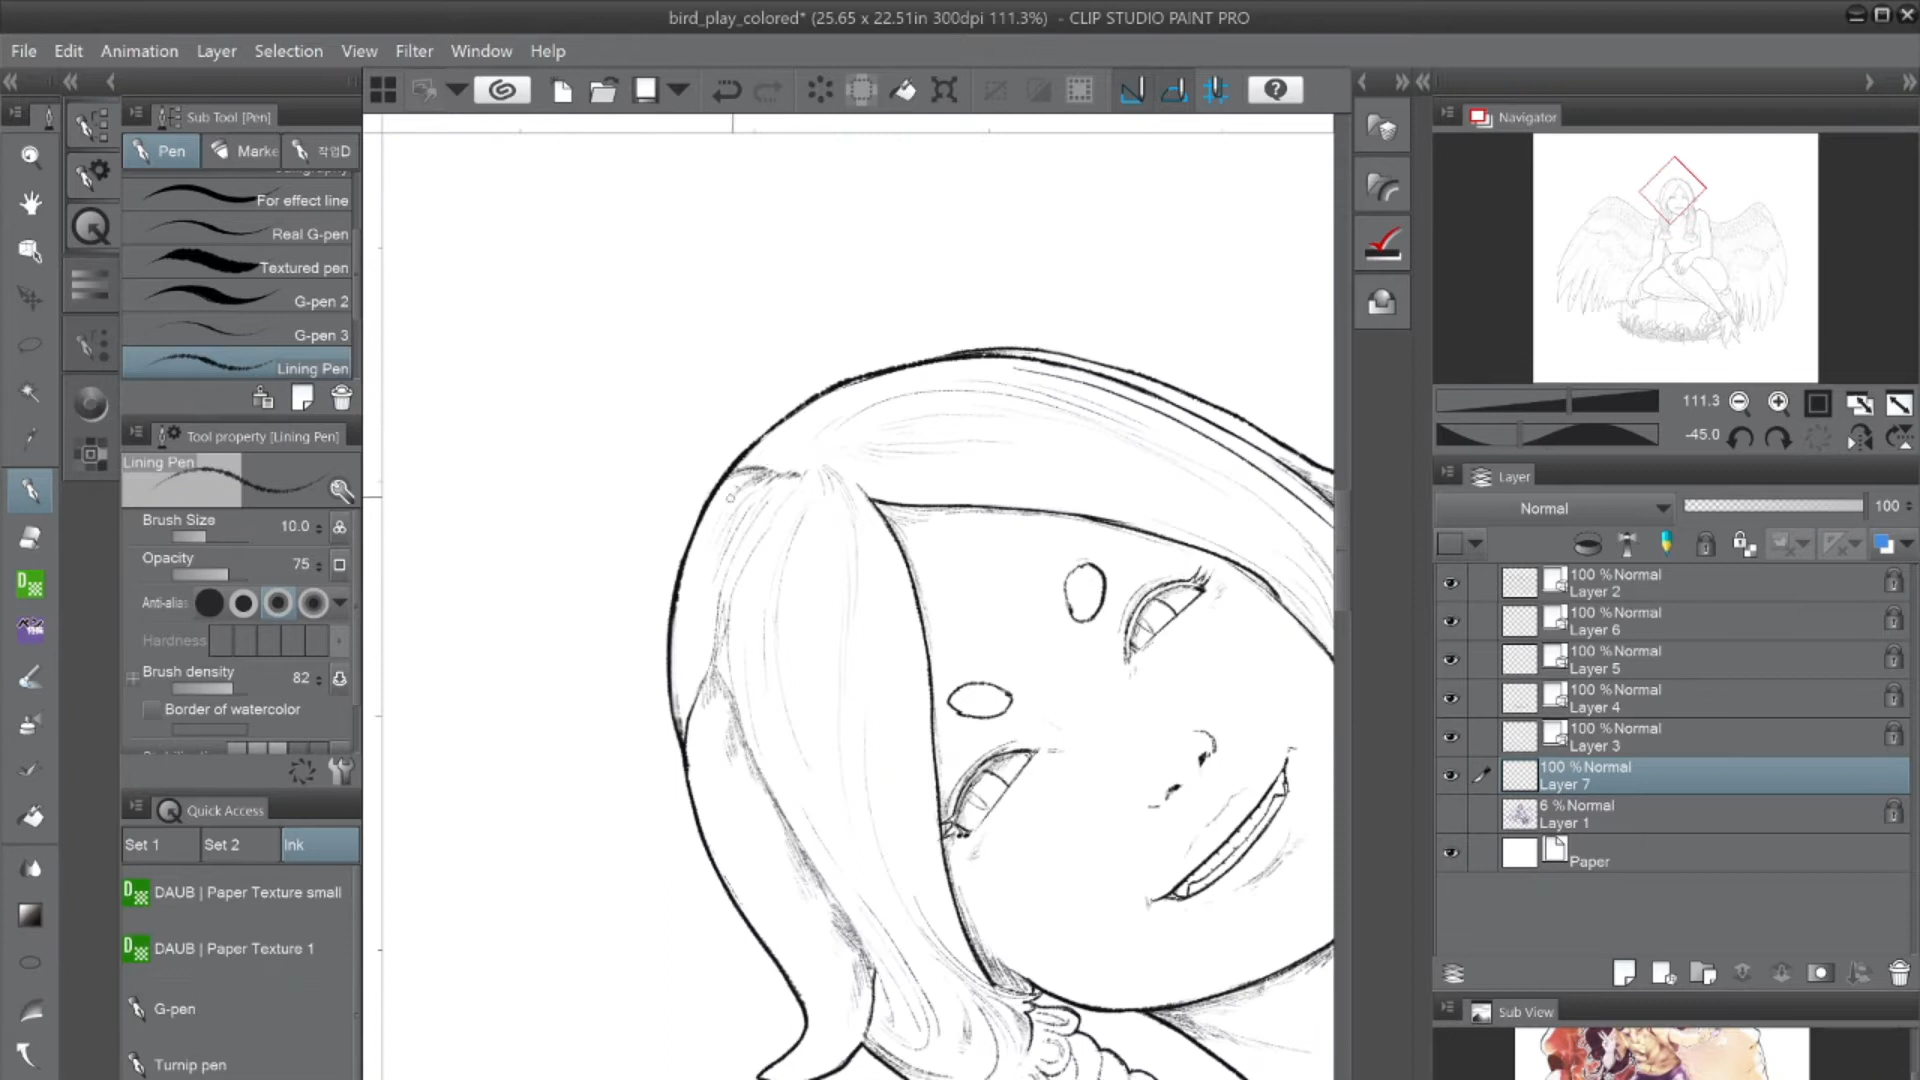 bird_play_colored* (25.65 x 22.51in 300dpi 111.3%) - CLIP STUDIO PAINT PRO
File Edit Animation Layer Selection View Filter Window Help
Sub Tool [Pen]
Pen Marke 작업D
For effect line
Real G-pen
Textured pen
G-pen 2
G-pen 3
Lining Pen
Tool property [Lining Pen]
Lining Pen
Brush Size 10.0
Opacity 75
Anti-alias
Hardness
Brush density 82
Border of watercolor
Quick Access
Set 1 Set 2 Ink
DAUB | Paper Texture small
DAUB | Paper Texture 1
G-pen
Turnip pen
Navigator
111.3
-45.0
Layer
Normal 100
100 % Normal
Layer 2
100 % Normal
Layer 6
100 % Normal
Layer 5
100 % Normal
Layer 4
100 % Normal
Layer 3
100 % Normal
Layer 7
6 % Normal
Layer 1
Paper
Sub View